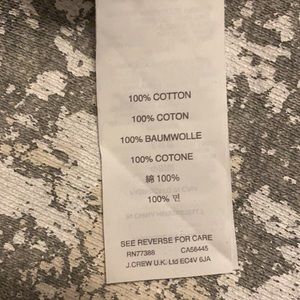 100% COTTON
100% COTON
100% BAUMWOLLE
100% COTONE
綿 100%
100% 면
SEE REVERSE FOR CARE
RN77388 CA56445
J.CREW U.K. Ltd EC4V 6JA